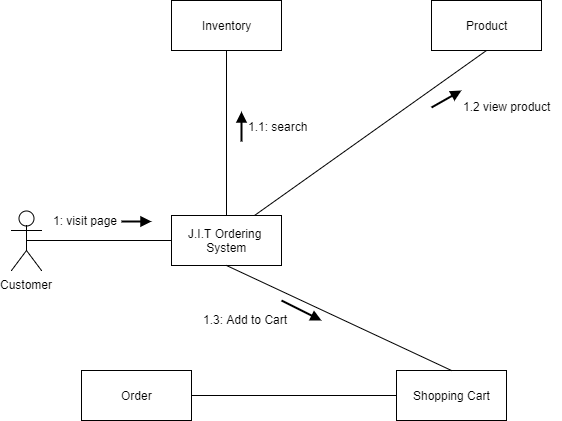 Inventory
Product
1.2 view product
1.1: search
1: visit page
J.I.T Ordering
System
Customer
1.3: Add to Cart
Order
Shopping Cart